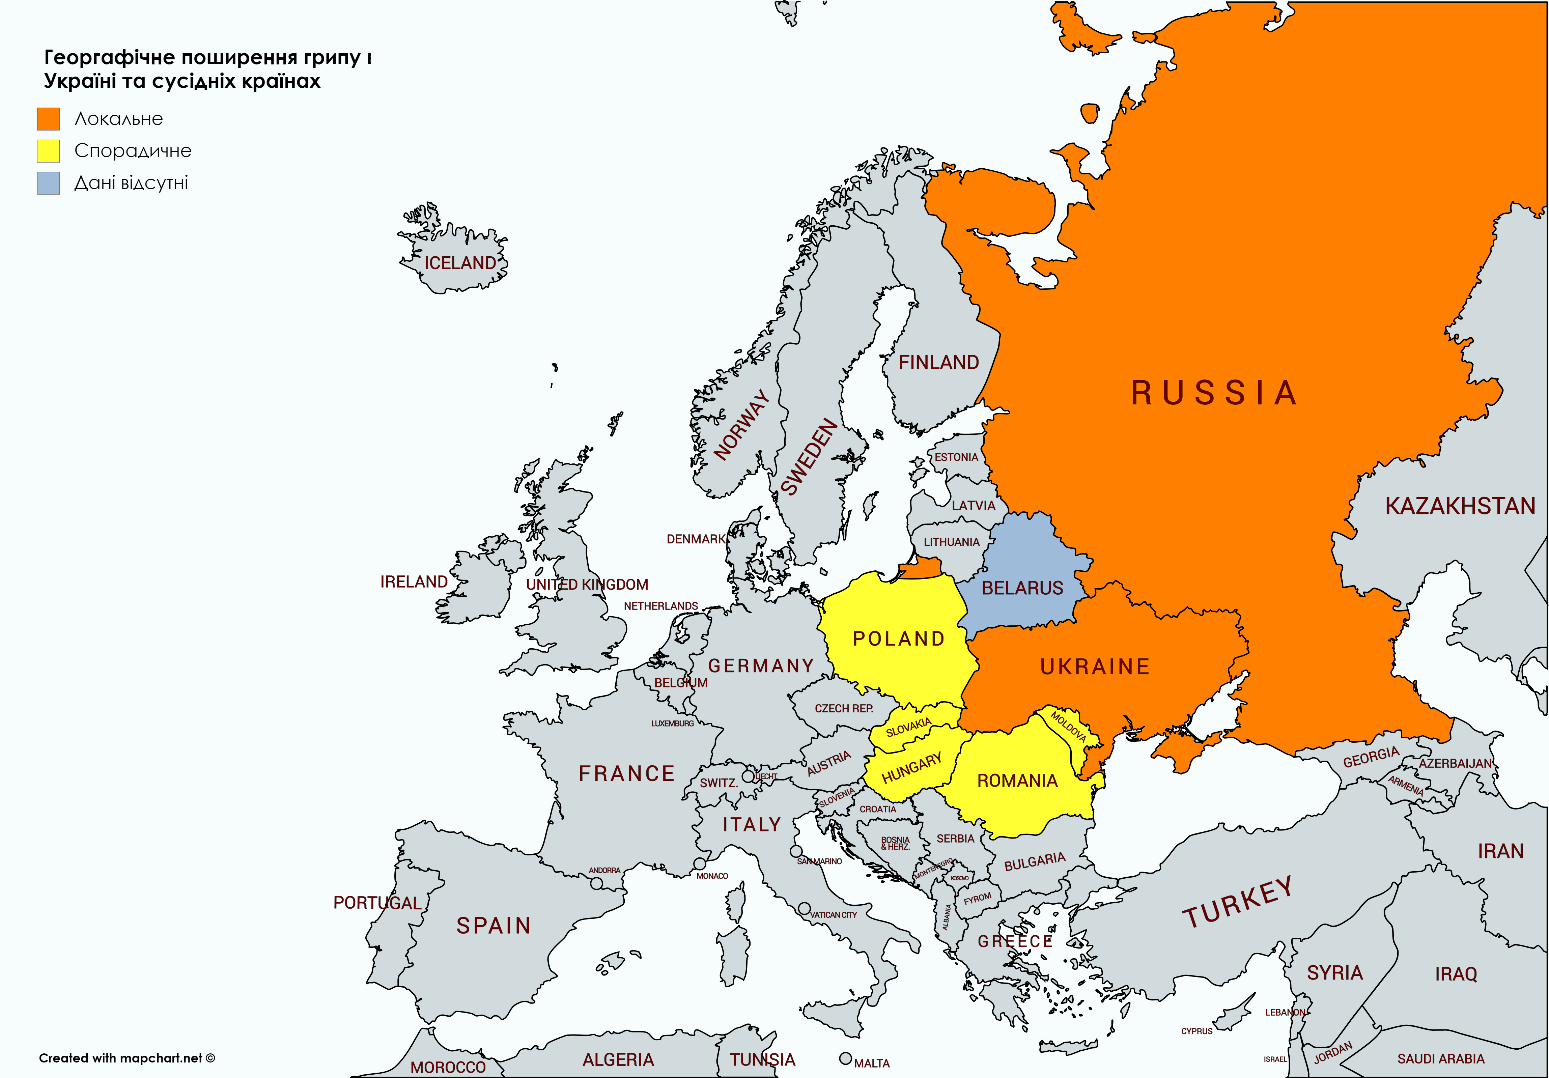 Георгафічне поширення грипу в
Україні та сусідніх країнах
Локальне
Спорадичне
Дані відсутні
ICELAND
FINLAND
NORWAY
SWEDEN
RUSSIA
ESTONIA
LATVIA
LITHUANIA
KAZAKHSTAN
DENMARK
IRELAND
UNITED KINGDOM
NETHERLANDS
BELARUS
POLAND
GERMANY
UKRAINE
BELGIUM
LUXEMBURG
CZECH REP.
SLOVAKIA
MOLDOVA
FRANCE
SWITZ.
LIECHT.
AUSTRIA
HUNGARY
ROMANIA
GEORGIA
AZERBAIJAN
ARMENIA
SLOVENIA
CROATIA
ITALY
BOSNIA
& HERZ.
SERBIA
BULGARIA
SAN MARINO
MONTENEGRO
KOSOVO
ANDORRA
MONACO
PORTUGAL
SPAIN
VATICAN CITY
ALBANIA
FYROM
GREECE
TURKEY
IRAN
SYRIA
IRAQ
LEBANON
CYPRUS
ISRAEL
JORDAN
SAUDI ARABIA
MOROCCO
ALGERIA
TUNISIA
MALTA
Created with mapchart.net ©